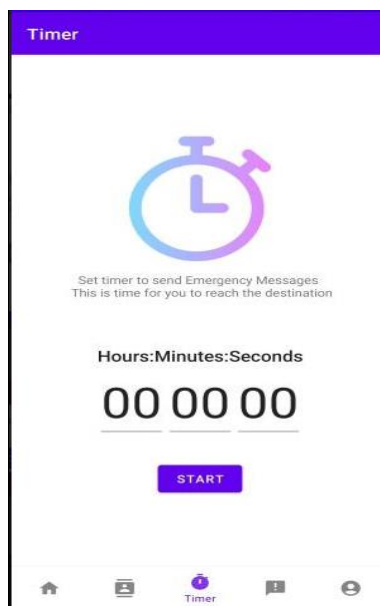 Timer
Set timer to send Emergency Messages
This is time for you to reach the destination
Hours:Minutes:Seconds
00 00 00
START
Timer